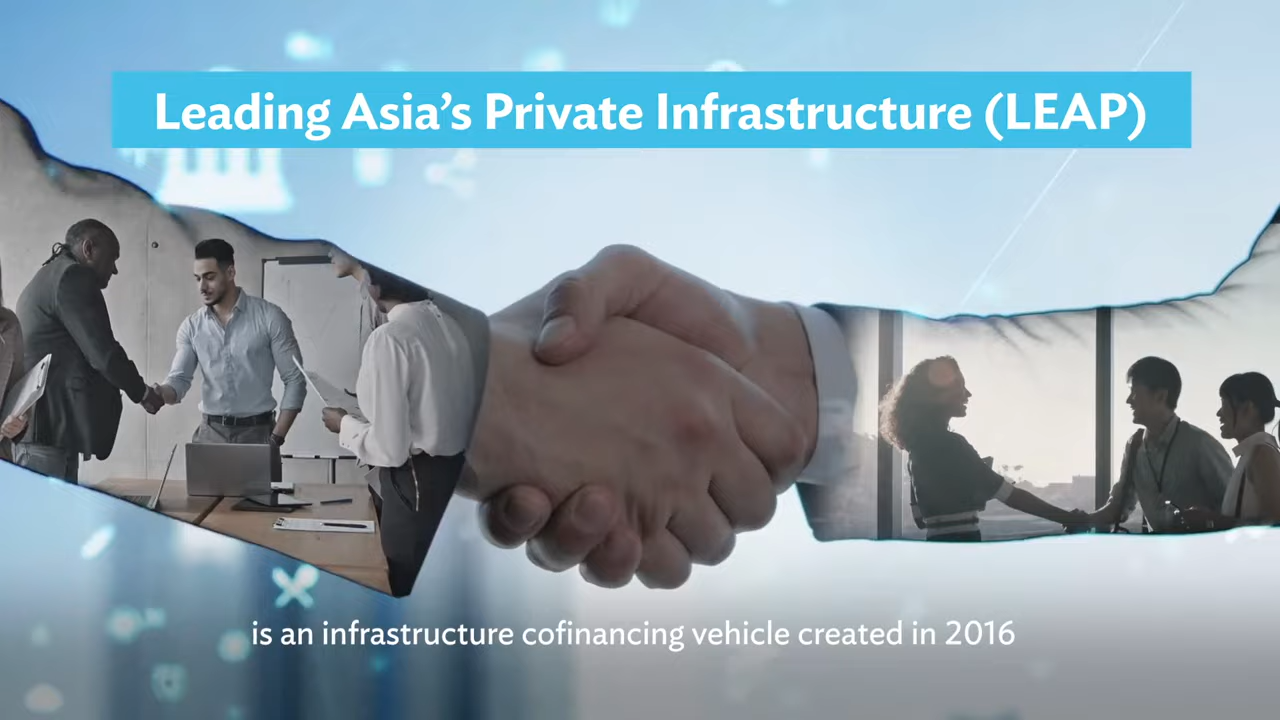 Leading Asia's Private Infrastructure (LEAP)
is an infrastructure cofinancing vehicle created in 2016